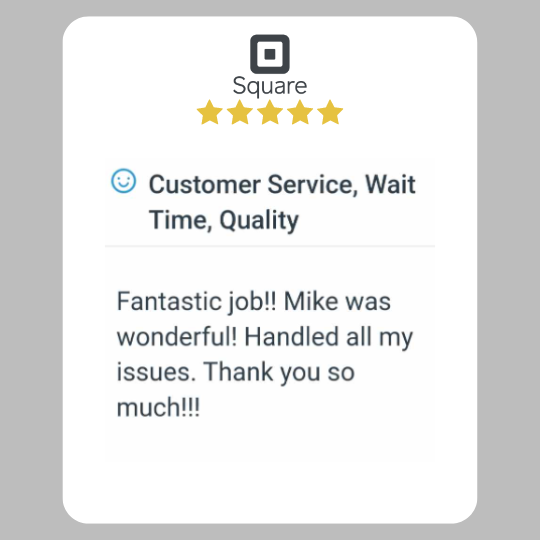 Square
Customer Service, Wait
Time, Quality
Fantastic job!! Mike was
wonderful! Handled all my
issues. Thank you so
much!!!